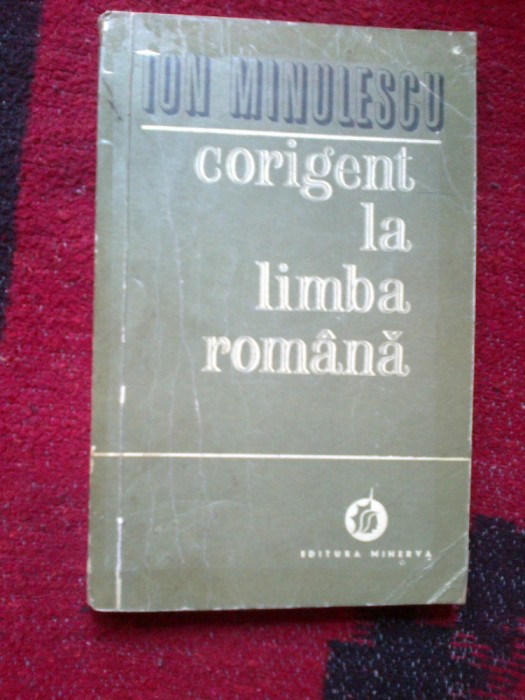 ION MINULESCU
corigent
la
limba
română
EDITURA MINERVA